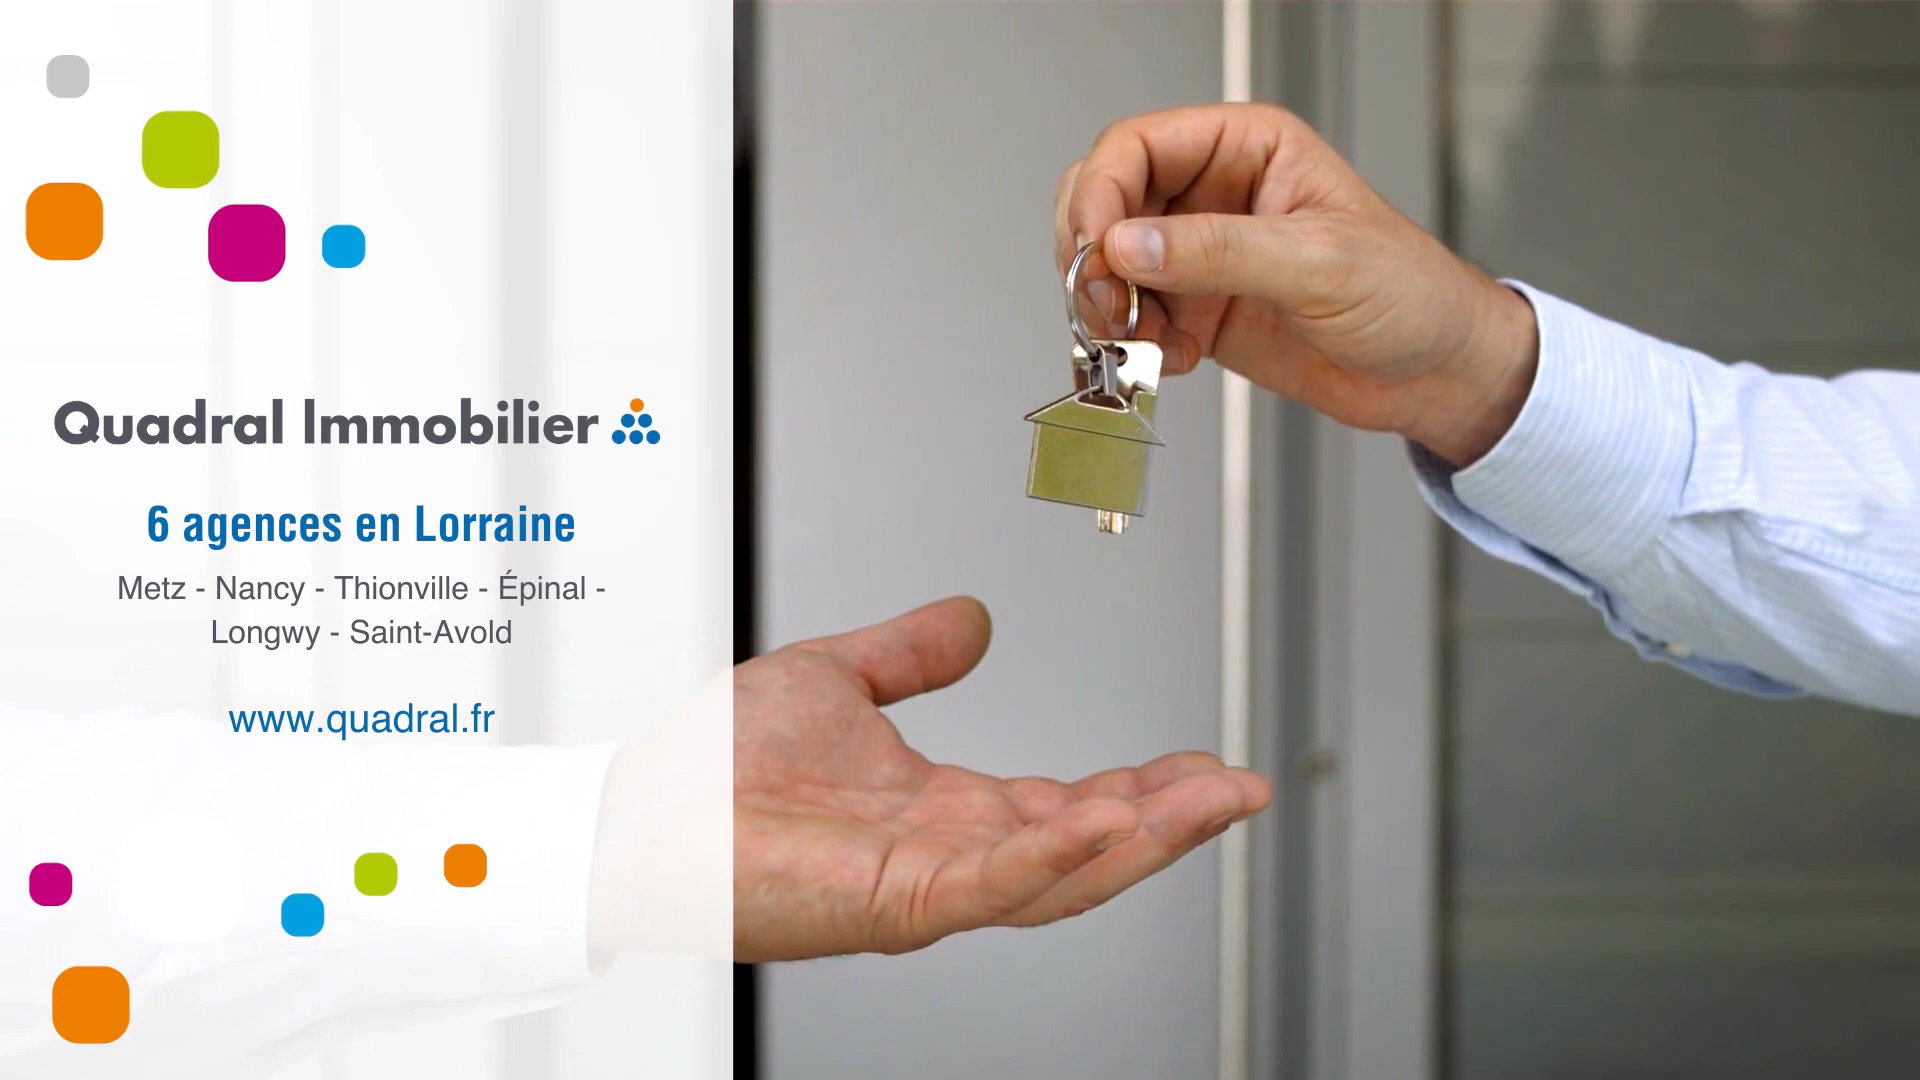 Quadral Immobilier
6 agences en Lorraine
Metz - Nancy - Thionville - Épinal -
Longwy - Saint-Avold
www.quadral.fr